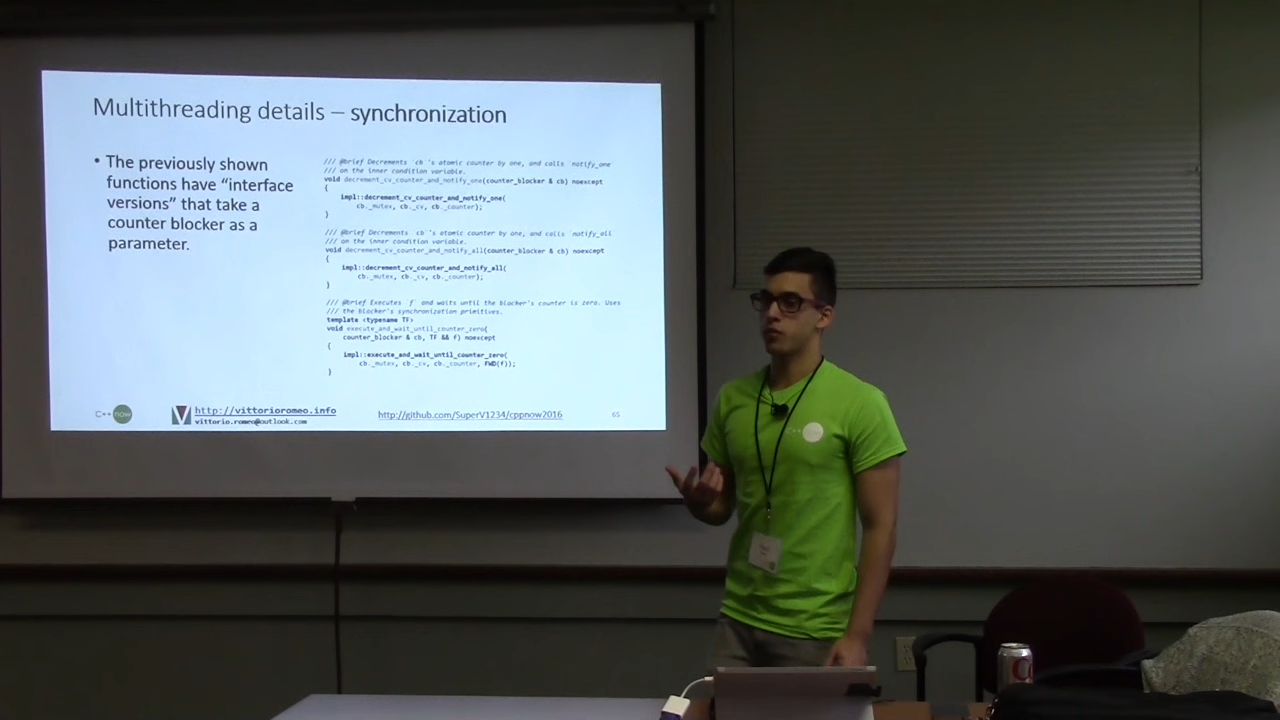 Multithreading details – synchronization
• The previously shown
functions have “interface
versions” that take a
counter blocker as a
parameter.
/// @brief Decrements `cb`'s atomic counter by one, and calls `notify_one`
/// on the inner condition variable.
void decrement_cv_counter_and_notify_one(counter_blocker & cb) noexcept
{
impl::decrement_cv_counter_and_notify_one(
cb._mutex, cb._cv, cb._counter);
}
/// @brief Decrements `cb`'s atomic counter by one, and calls `notify_all`
/// on the inner condition variable.
void decrement_cv_counter_and_notify_all(counter_blocker & cb) noexcept
{
impl::decrement_cv_counter_and_notify_all(
cb._mutex, cb._cv, cb._counter);
}
/// @brief Executes `f` and waits until the blocker's counter is zero. Uses
/// the blocker's synchronization primitives.
template <typename TF>
void execute_and_wait_until_counter_zero(
counter_blocker & cb, TF && f) noexcept
{
impl::execute_and_wait_until_counter_zero(
cb._mutex, cb._cv, cb._counter, FWD(f));
}
C++ now
http://vittorioromeo.info
vittorio.romeo@outlook.com
http://github.com/SuperV1234/cppnow2016
65
C++